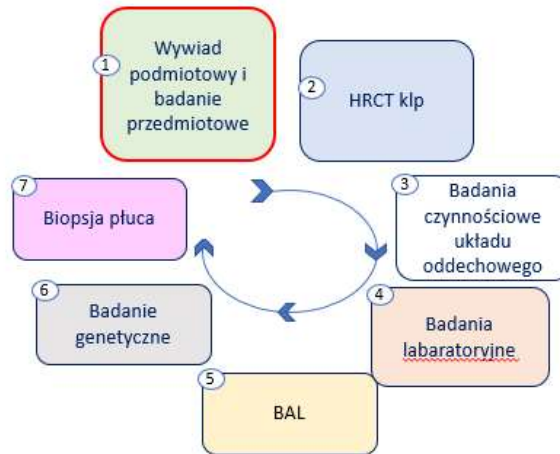 1
Wywiad
podmiotowy i
badanie
przedmiotowe
2
HRCT klp
3
Badania
czynnościowe
układu
oddechowego
4
Badania
labaratoryjne
5
BAL
6
Badanie
genetyczne
7
Biopsja płuca